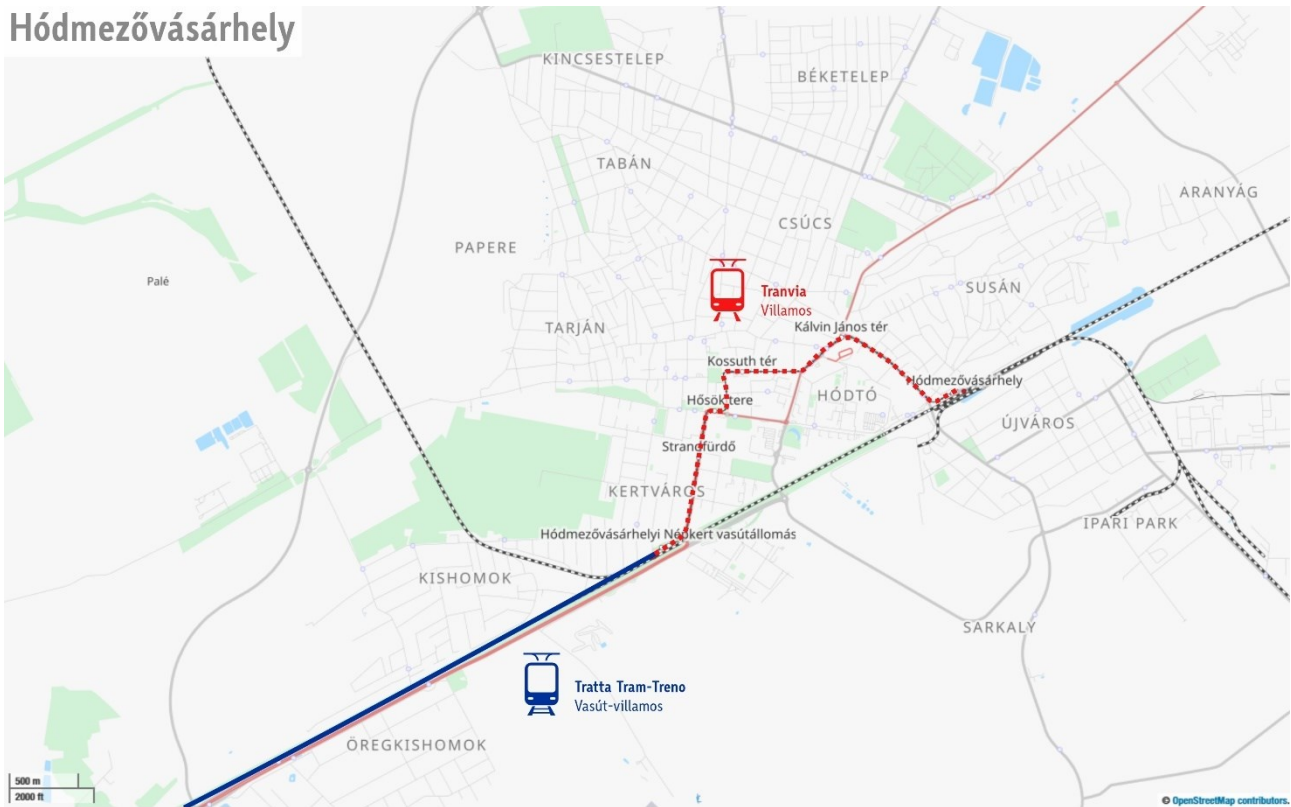 Hódmezővásárhely
KINCSESTELEP
BÉKETELEP
TABÁN
ARANYÁG
CSÚCS
PAPERE
Palé
SUSÁN
Tranvia
Villamos
TARJÁN
Kálvin János tér
Kossuth tér
Hódmezővásárhely
HÓDTÓ
Hősök tere
ÚJVÁROS
Strandfürdő
KERTVÁROS
IPARI PARK
Hódmezővásárhelyi Népkert vasútállomás
KISHOMOK
SARKALY
Tratta Tram-Treno
Vasút-villamos
ÖREGKISHOMOK
500 m
2000 ft
© OpenStreetMap contributors.